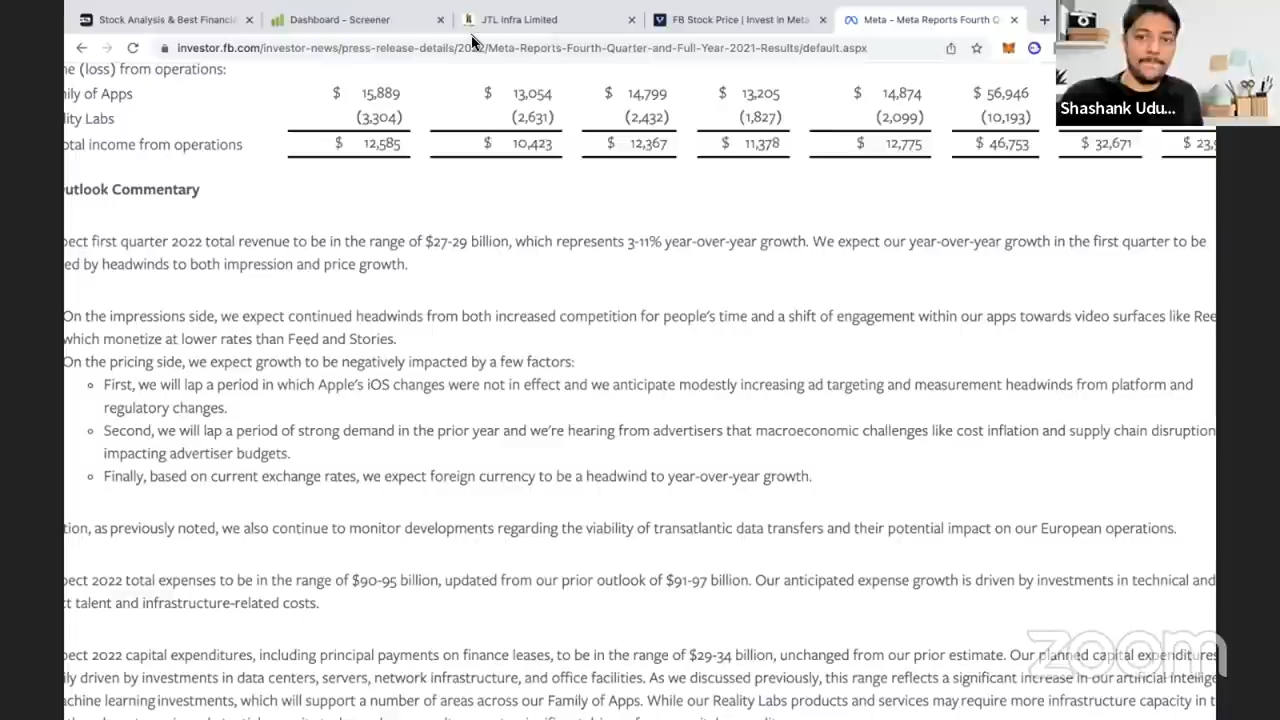 Stock Analysis & Best Financi
Dashboard - Screener
JTL Infra Limited
FB Stock Price | Invest in Meta
Meta - Meta Reports Fourth Q
investor.fb.com/investor-news/press-release-details/2022/Meta-Reports-Fourth-Quarter-and-Full-Year-2021-Results/default.aspx
Shashank Udu...
ne (loss) from operations:
ily of Apps $ 15,889 $ 13,054 $ 14,799 $ 13,205 $ 14,874 $ 56,946
lity Labs (3,304) (2,631) (2,432) (1,827) (2,099) (10,193)
otal income from operations $ 12,585 $ 10,423 $ 12,367 $ 11,378 $ 12,775 $ 46,753 $ 32,671 $ 23,9
utlook Commentary
pect first quarter 2022 total revenue to be in the range of $27-29 billion, which represents 3-11% year-over-year growth. We expect our year-over-year growth in the first quarter to be
ed by headwinds to both impression and price growth.
On the impressions side, we expect continued headwinds from both increased competition for people's time and a shift of engagement within our apps towards video surfaces like Ree
which monetize at lower rates than Feed and Stories.
On the pricing side, we expect growth to be negatively impacted by a few factors:
First, we will lap a period in which Apple's iOS changes were not in effect and we anticipate modestly increasing ad targeting and measurement headwinds from platform and
regulatory changes.
Second, we will lap a period of strong demand in the prior year and we're hearing from advertisers that macroeconomic challenges like cost inflation and supply chain disruption
impacting advertiser budgets.
Finally, based on current exchange rates, we expect foreign currency to be a headwind to year-over-year growth.
tion, as previously noted, we also continue to monitor developments regarding the viability of transatlantic data transfers and their potential impact on our European operations.
pect 2022 total expenses to be in the range of $90-95 billion, updated from our prior outlook of $91-97 billion. Our anticipated expense growth is driven by investments in technical and
ct talent and infrastructure-related costs.
pect 2022 capital expenditures, including principal payments on finance leases, to be in the range of $29-34 billion, unchanged from our prior estimate. Our planned capital expenditures
ily driven by investments in data centers, servers, network infrastructure, and office facilities. As we discussed previously, this range reflects a significant increase in our artificial intellige
achine learning investments, which will support a number of areas across our Family of Apps. While our Reality Labs products and services may require more infrastructure capacity in t
zoom